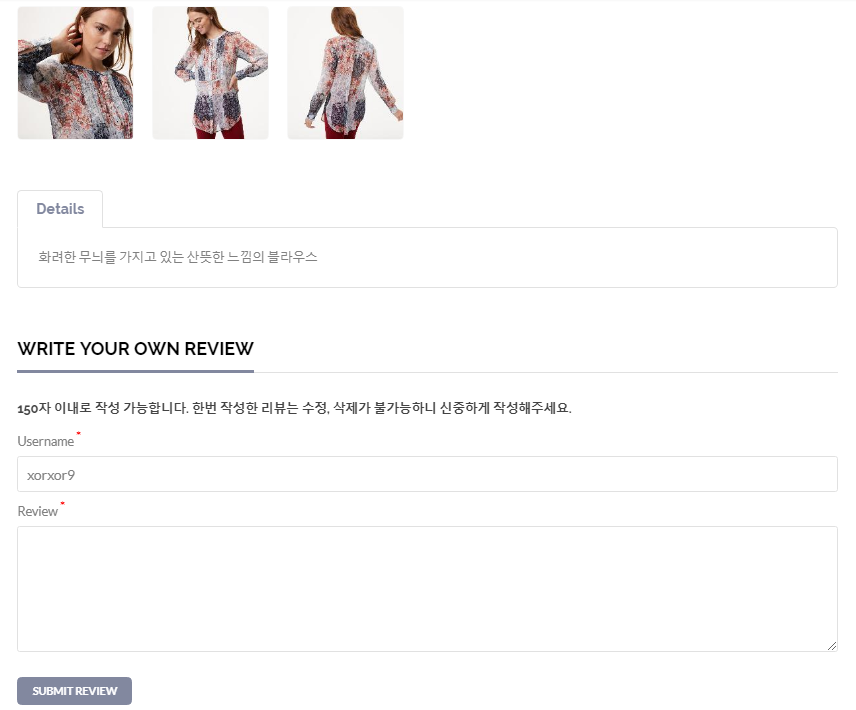 Details
화려한 무늬를 가지고 있는 산뜻한 느낌의 블라우스
WRITE YOUR OWN REVIEW
150자 이내로 작성 가능합니다. 한번 작성한 리뷰는 수정, 삭제가 불가능하니 신중하게 작성해주세요.
Username *
xorxor9
Review *
SUBMIT REVIEW